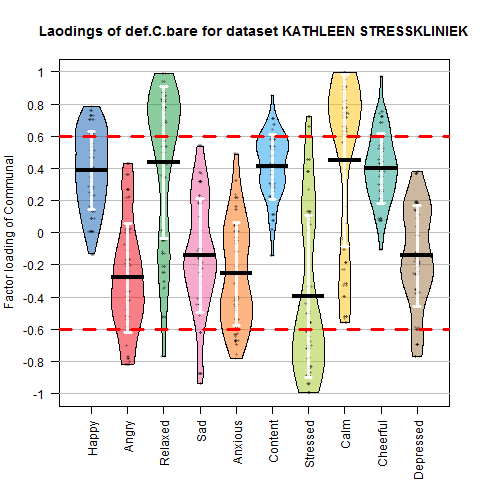 Laodings of def.C.bare for dataset KATHLEEN STRESSKLINIEK
Factor loading of Communal
1
0.8
0.6
0.4
0.2
0
-0.2
-0.4
-0.6
-0.8
-1
Happy
Angry
Relaxed
Sad
Anxious
Content
Stressed
Calm
Cheerful
Depressed